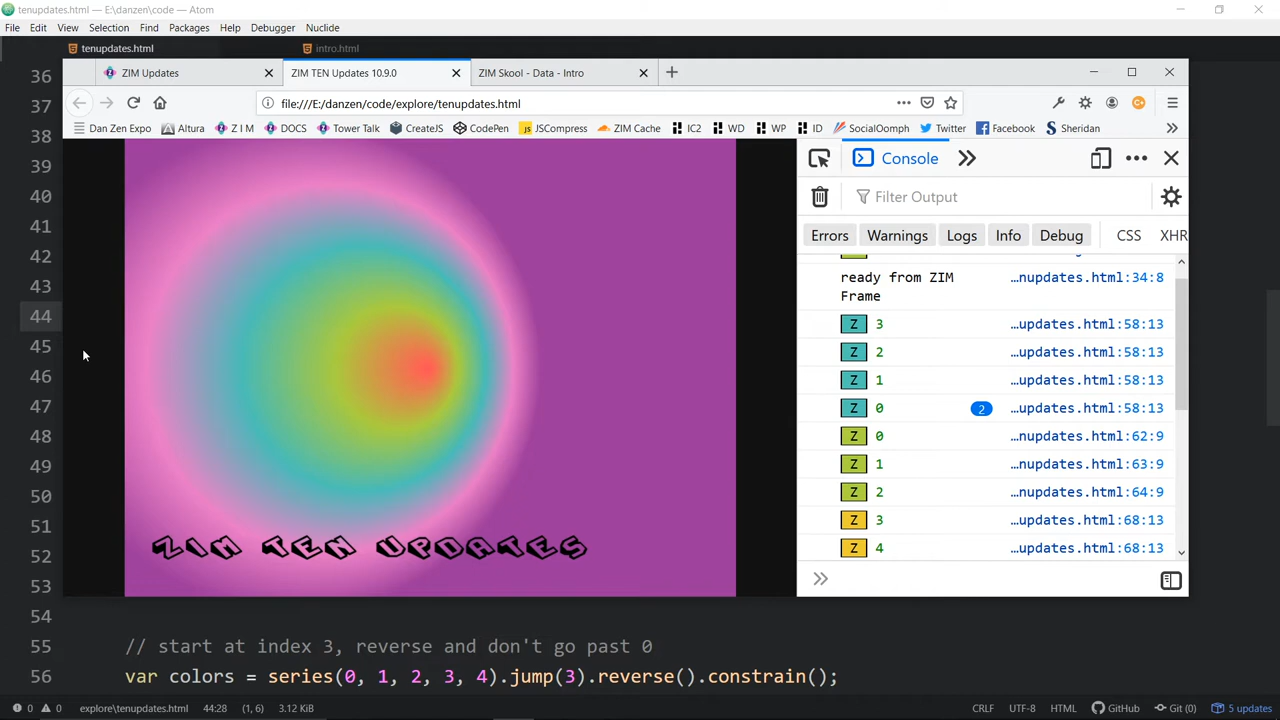 tenupdates.html — E:\danzen\code — Atom
File Edit View Selection Find Packages Help Debugger Nuclide
tenupdates.html intro.html
ZIM Updates ZIM TEN Updates 10.9.0 ZIM Skool - Data - Intro
file:///E:/danzen/code/explore/tenupdates.html
Dan Zen Expo Altura Z I M DOCS Tower Talk CreateJS CodePen JSCompress ZIM Cache IC2 WD WP ID SocialOomph Twitter Facebook Sheridan
Console
Filter Output
Errors Warnings Logs Info Debug CSS XHR
ready from ZIM …nupdates.html:34:8
Frame
Z 3 …updates.html:58:13
Z 2 …updates.html:58:13
Z 1 …updates.html:58:13
Z 0 2 …updates.html:58:13
Z 0 …nupdates.html:62:9
Z 1 …nupdates.html:63:9
Z 2 …nupdates.html:64:9
Z 3 …updates.html:68:13
Z 4 …updates.html:68:13
ZIM TEN UPDATES
36
37
38
39
40
41
42
43
44
45
46
47
48
49
50
51
52
53
54
55 // start at index 3, reverse and don't go past 0
56 var colors = series(0, 1, 2, 3, 4).jump(3).reverse().constrain();
0 0 explore\tenupdates.html 44:28 (1, 6) 3.12 KiB CRLF UTF-8 HTML GitHub Git (0) 5 updates